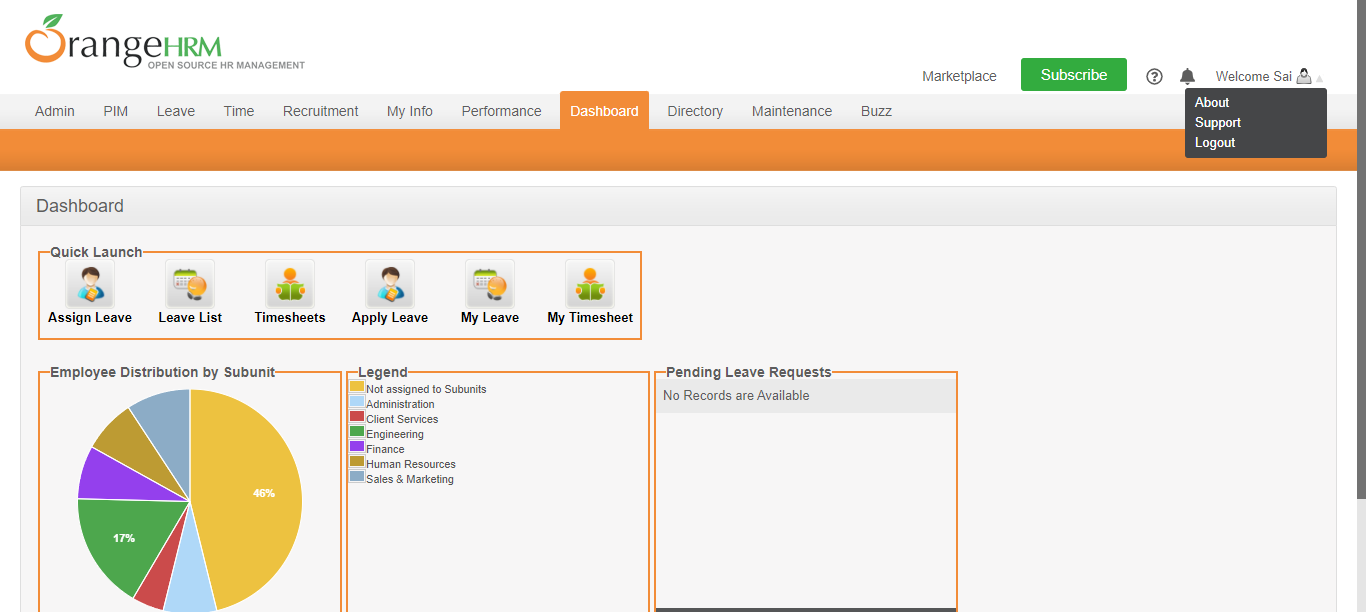 OrangeHRM
OPEN SOURCE HR MANAGEMENT
Marketplace Subscribe ? Welcome Sai
About
Support
Logout
Admin PIM Leave Time Recruitment My Info Performance Dashboard Directory Maintenance Buzz
Dashboard
Quick Launch
Assign Leave Leave List Timesheets Apply Leave My Leave My Timesheet
Employee Distribution by Subunit
46%
17%
Legend
Not assigned to Subunits
Administration
Client Services
Engineering
Finance
Human Resources
Sales & Marketing
Pending Leave Requests
No Records are Available